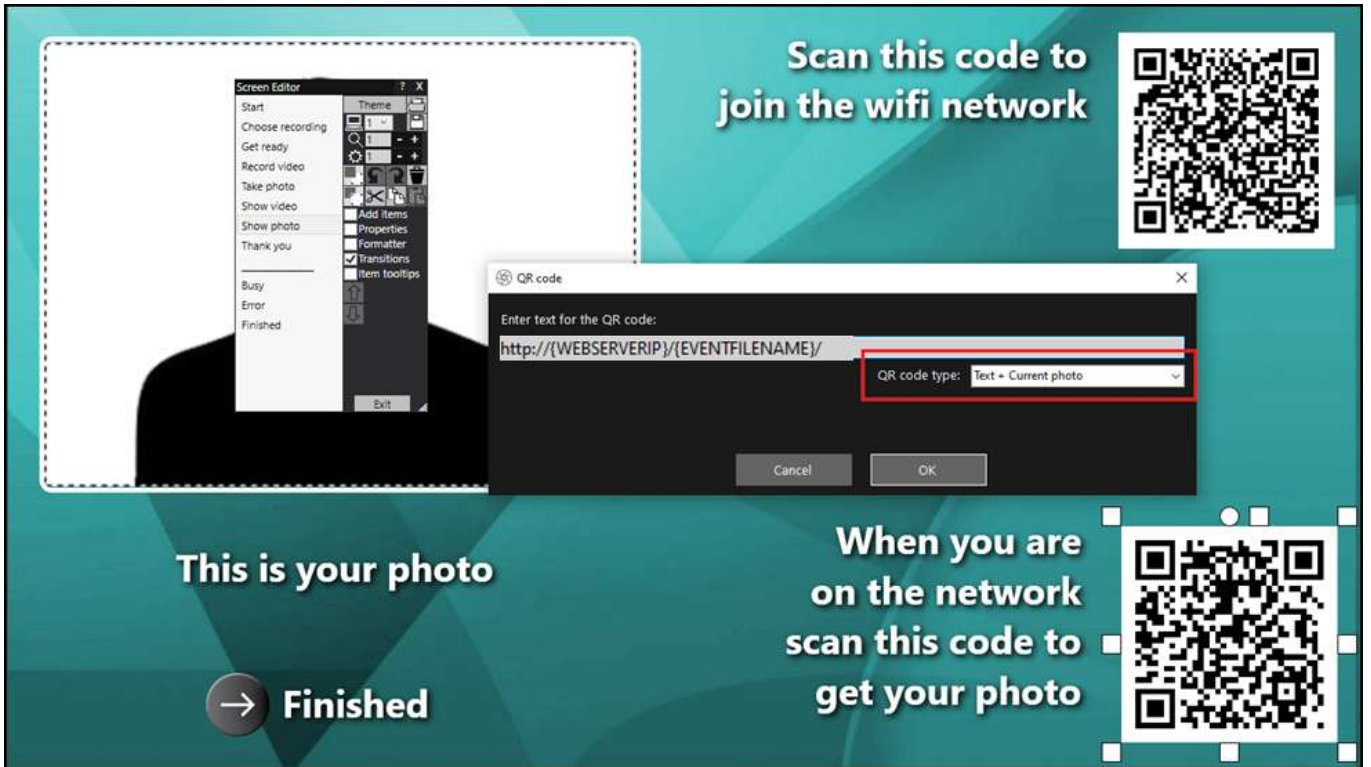 Scan this code to
join the wifi network
Screen Editor ? X
Start
Choose recording
Get ready
Record video
Take photo
Show video
Show photo
Thank you
Busy
Error
Finished
Theme
1
1 - +
1 - +
Add items
Properties
Formatter
Transitions
Item tooltips
Exit
QR code
Enter text for the QR code:
http://{WEBSERVERIP}/{EVENTFILENAME}/
QR code type: Text + Current photo
Cancel OK
This is your photo
Finished
When you are
on the network
scan this code to
get your photo